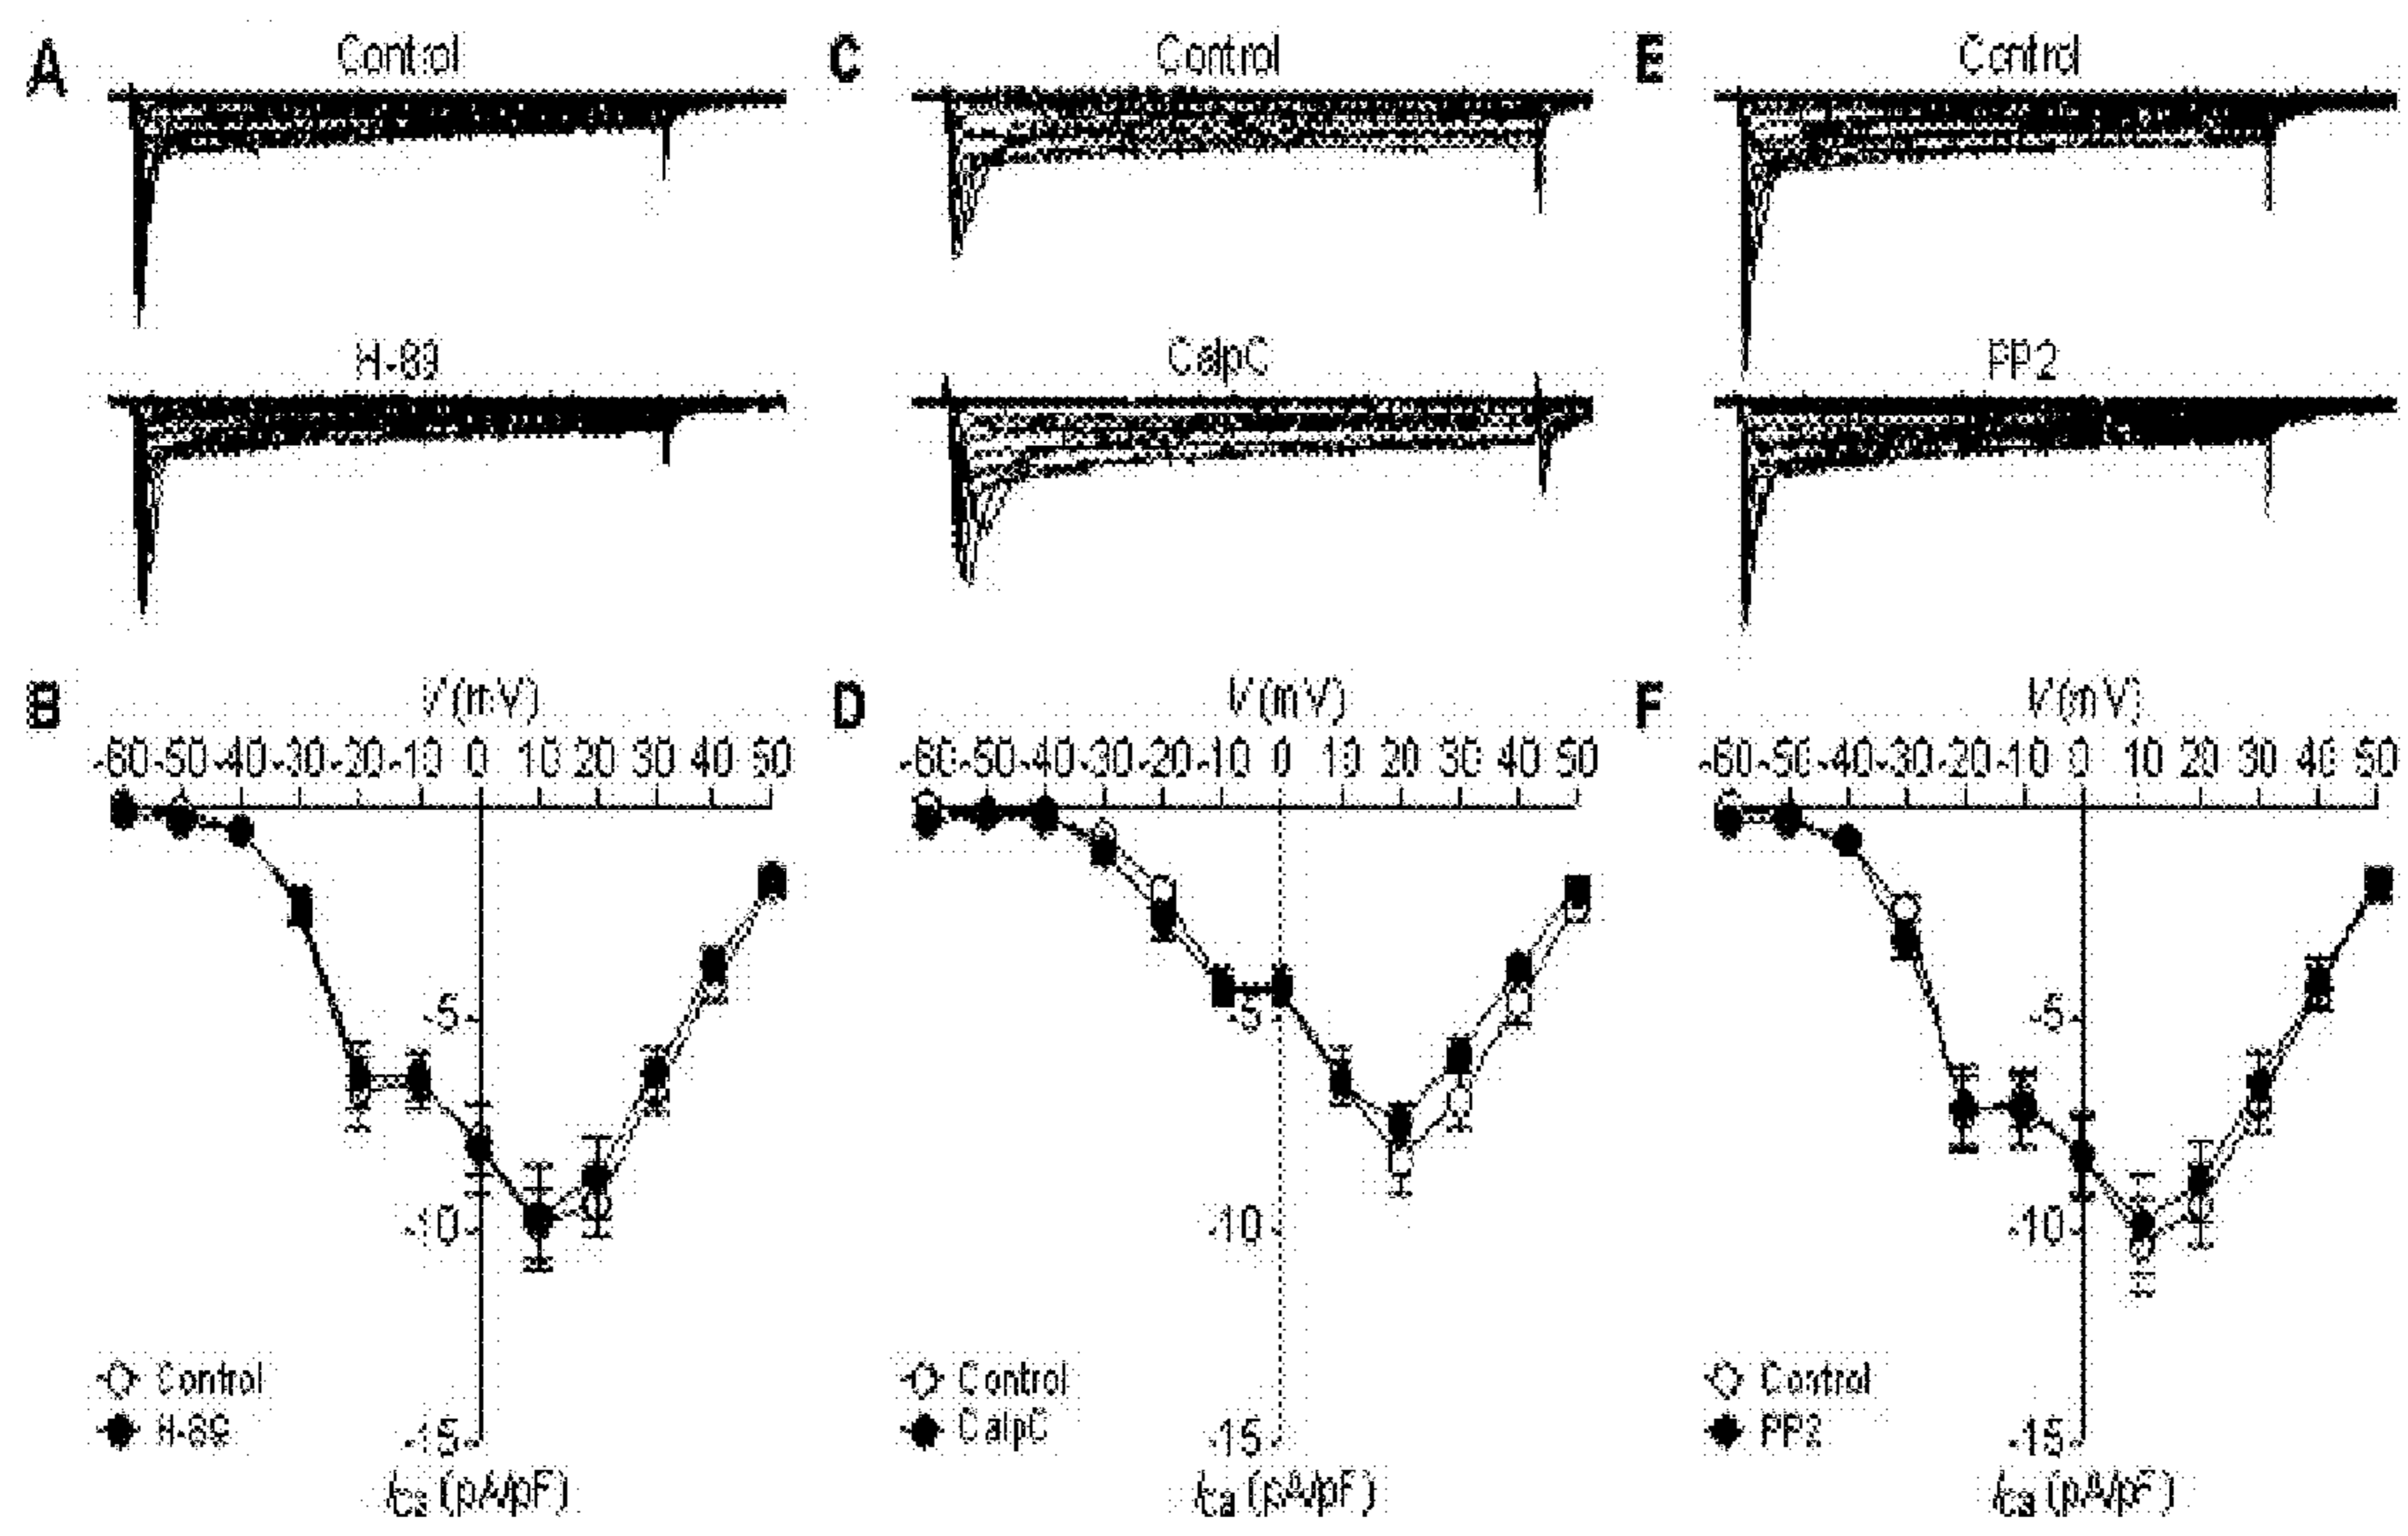 A Control C Control E Control
H-89 CalpC PP2
B V (mV) D V (mV) F V (mV)
-60 -50 -40 -30 -20 -10 0 10 20 30 40 50 -60 -50 -40 -30 -20 -10 0 10 20 30 40 50 -60 -50 -40 -30 -20 -10 0 10 20 30 40 50
-5 -5 -5
-10 -10 -10
Control Control Control
H-89 CalpC PP2
-15 -15 -15
ICa (pA/pF) ICa (pA/pF) ICa (pA/pF)